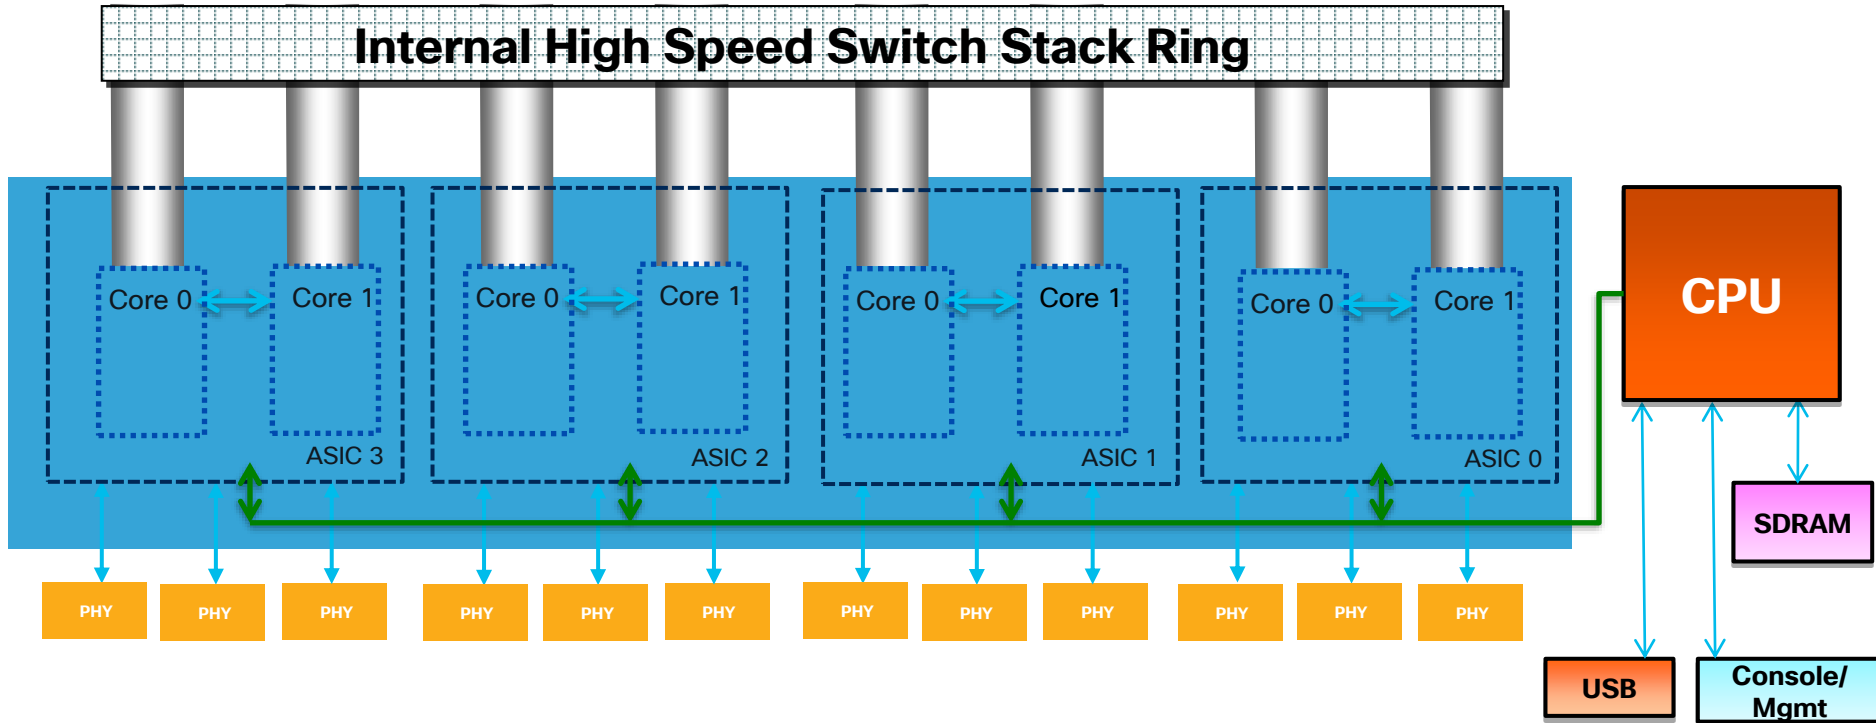 Internal High Speed Switch Stack Ring
Core 0
Core 1
Core 0
Core 1
Core 0
Core 1
Core 0
Core 1
CPU
ASIC 3
ASIC 2
ASIC 1
ASIC 0
SDRAM
PHY
PHY
PHY
PHY
PHY
PHY
PHY
PHY
PHY
PHY
PHY
PHY
USB
Console/
Mgmt